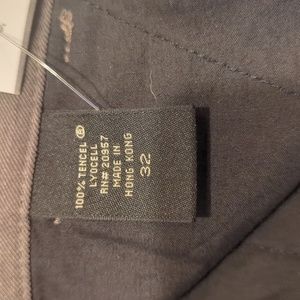 100% TENCEL®
LYOCELL
RN# 20957
MADE IN
HONG KONG
32